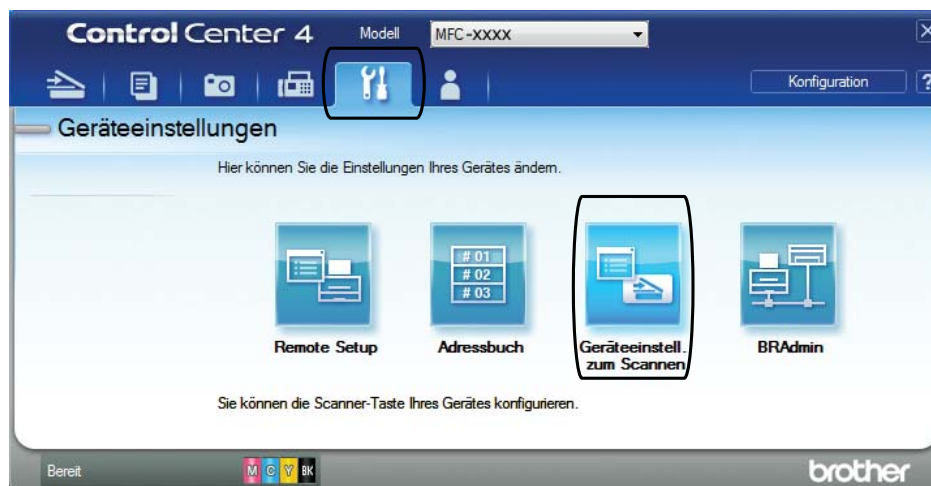 Control Center 4 Modell MFC-XXXX
Konfiguration ?
Geräteeinstellungen
Hier können Sie die Einstellungen Ihres Gerätes ändern.
# 01
# 02
# 03
Remote Setup Adressbuch Geräteeinstell. BRAdmin
zum Scannen
Sie können die Scanner-Taste Ihres Gerätes konfigurieren.
Bereit M C Y BK brother